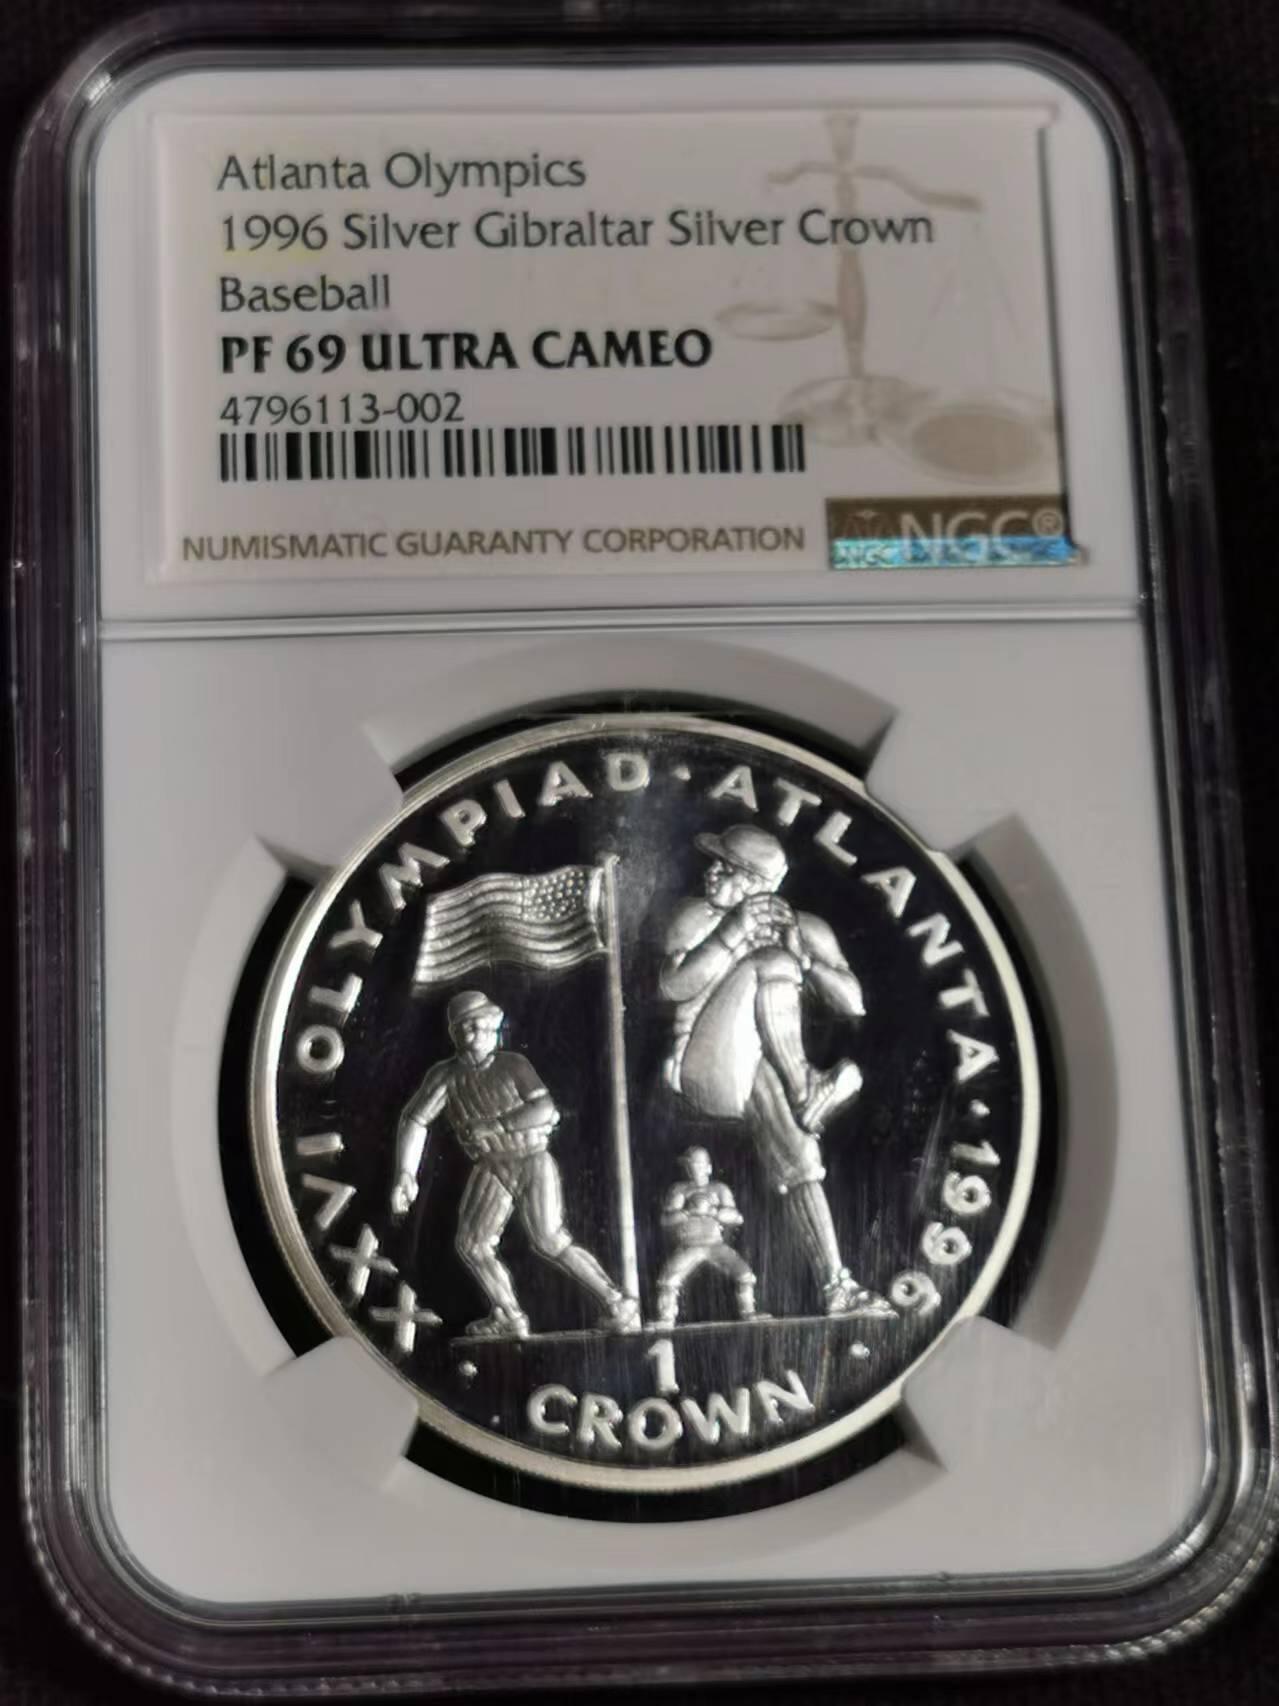 Atlanta Olympics
1996 Silver Gibraltar Silver Crown
Baseball
PF 69 ULTRA CAMEO
4796113-002
NUMISMATIC GUARANTY CORPORATION
NGC NGC®
XXVI OLYMPIAD · ATLANTA · 1996
1
CROWN